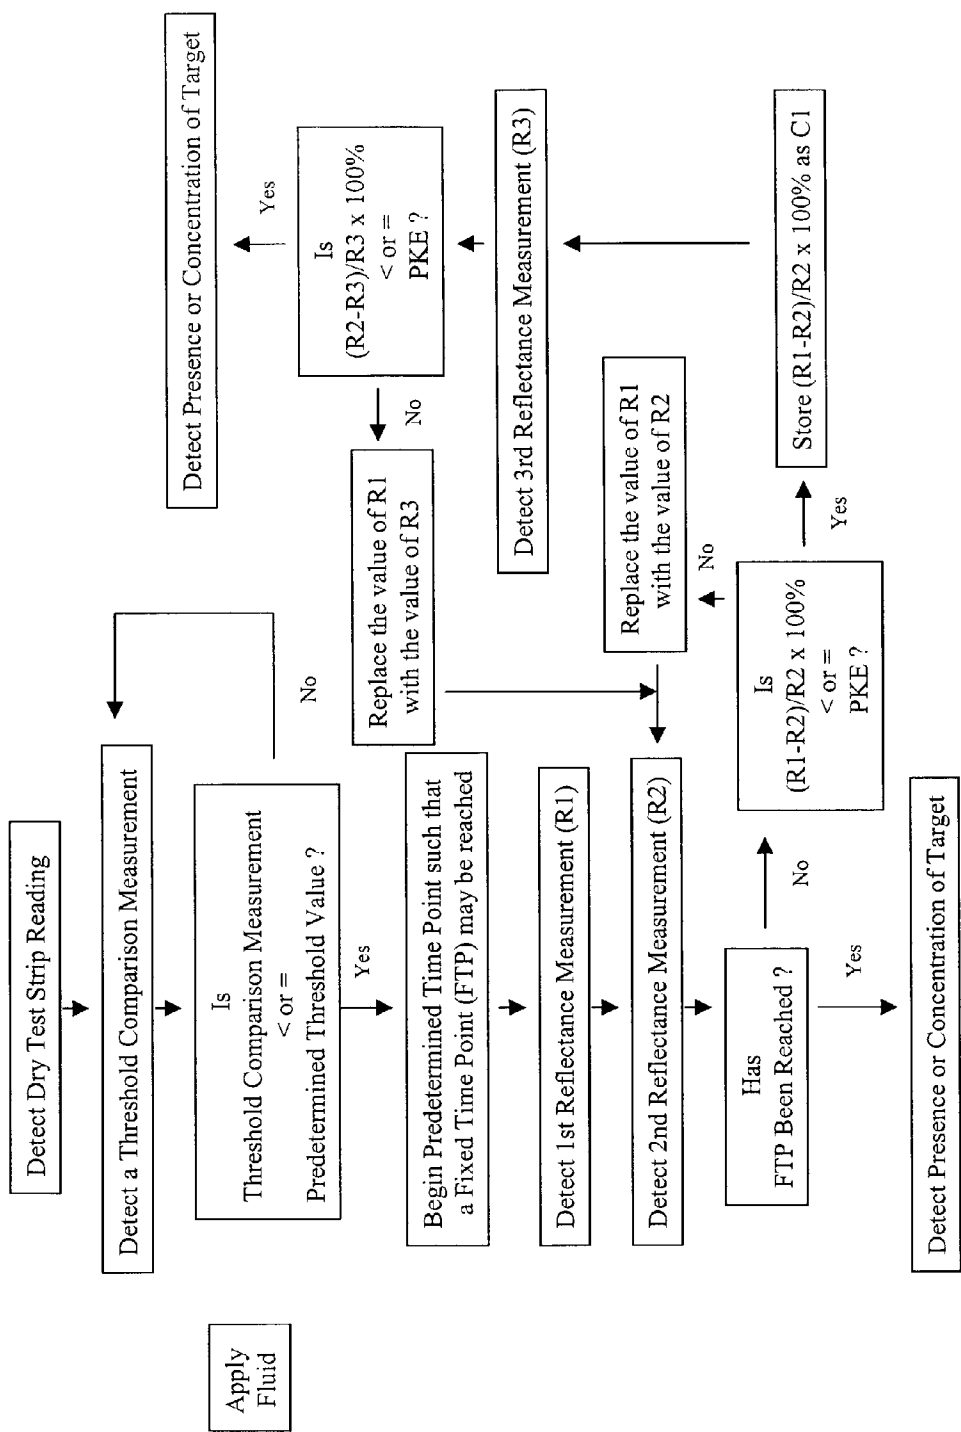 Detect Dry Test Strip Reading
Detect a Threshold Comparison Measurement
Apply
Fluid
Is
Threshold Comparison Measurement
< or =
Predetermined Threshold Value ?
No
Yes
Begin Predetermined Time Point such that
a Fixed Time Point (FTP) may be reached
Detect 1st Reflectance Measurement (R1)
Detect 2nd Reflectance Measurement (R2)
Has
FTP Been Reached ?
Yes
Detect Presence or Concentration of Target
No
Is
(R1-R2)/R2 x 100%
< or =
PKE ?
No
Replace the value of R1
with the value of R2
Yes
Store (R1-R2)/R2 x 100% as C1
Detect 3rd Reflectance Measurement (R3)
Is
(R2-R3)/R3 x 100%
< or =
PKE ?
No
Replace the value of R1
with the value of R3
Yes
Detect Presence or Concentration of Target